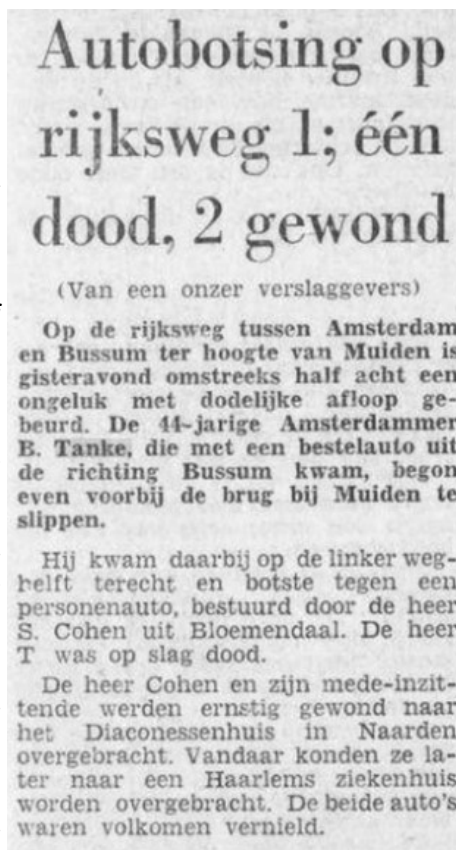 Autobotsing op
rijksweg 1; één
dood, 2 gewond
(Van een onzer verslaggevers)
Op de rijksweg tussen Amsterdam
en Bussum ter hoogte van Muiden is
gisteravond omstreeks half acht een
ongeluk met dodelijke afloop ge-
beurd. De 44-jarige Amsterdammer
B. Tanke, die met een bestelauto uit
de richting Bussum kwam, begon
even voorbij de brug bij Muiden te
slippen.
Hij kwam daarbij op de linker weg-
helft terecht en botste tegen een
personenauto, bestuurd door de heer
S. Cohen uit Bloemendaal. De heer
T was op slag dood.
De heer Cohen en zijn mede-inzit-
tende werden ernstig gewond naar
het Diaconessenhuis in Naarden
overgebracht. Vandaar konden ze la-
ter naar een Haarlems ziekenhuis
worden overgebracht. De beide auto's
waren volkomen vernield.